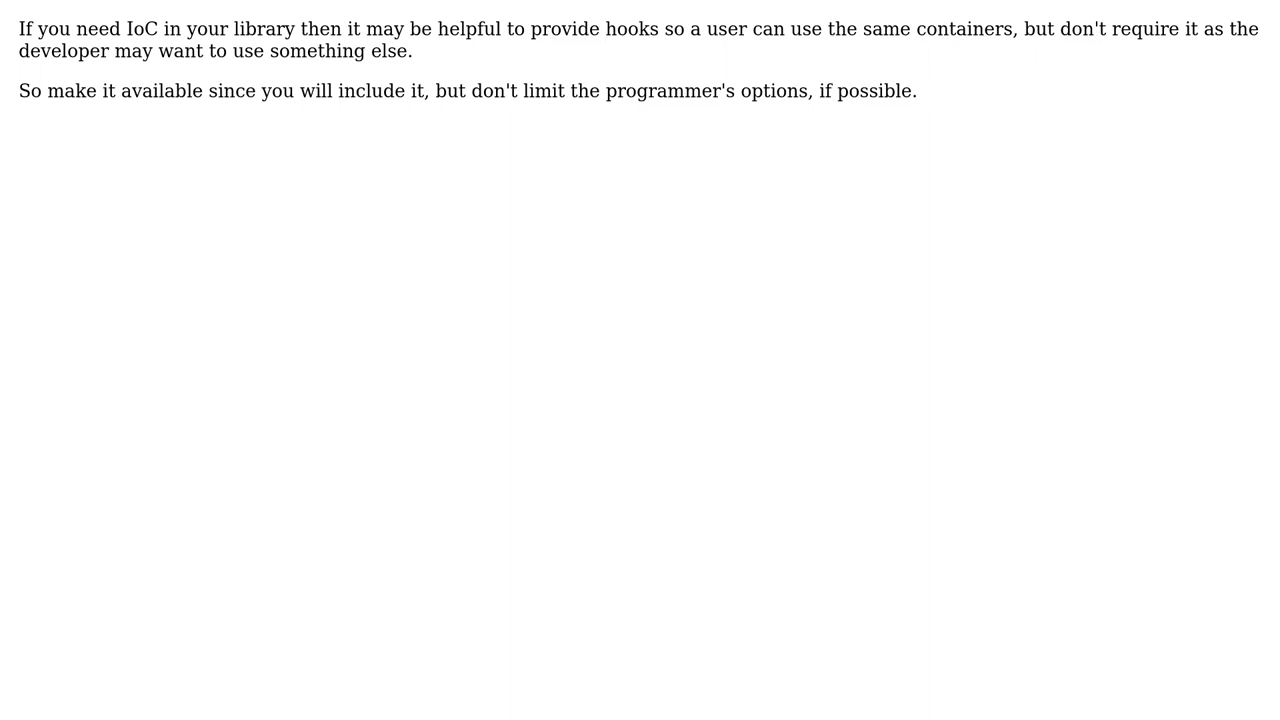 If you need IoC in your library then it may be helpful to provide hooks so a user can use the same containers, but don't require it as the
developer may want to use something else.
So make it available since you will include it, but don't limit the programmer's options, if possible.